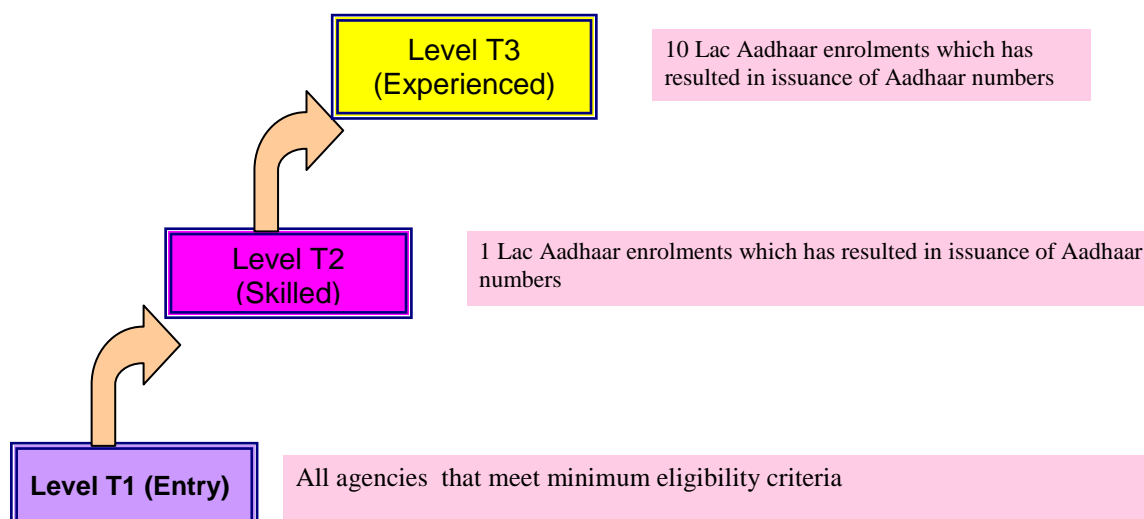 Level T3
(Experienced)
10 Lac Aadhaar enrolments which has
resulted in issuance of Aadhaar numbers
Level T2
(Skilled)
1 Lac Aadhaar enrolments which has resulted in issuance of Aadhaar
numbers
Level T1 (Entry)
All agencies that meet minimum eligibility criteria